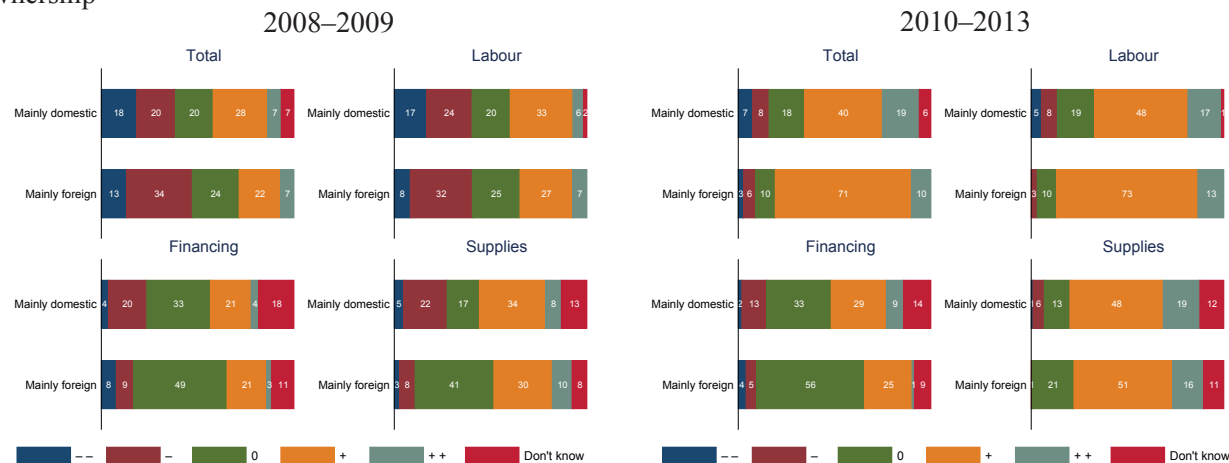 nership
2008–2009
2010–2013
Total
Labour
Mainly domestic 18 20 20 28 7 7
Mainly domestic 17 24 20 33 6 2
Mainly foreign 13 34 24 22 7
Mainly foreign 8 32 25 27 7
Financing
Supplies
Mainly domestic 4 20 33 21 4 18
Mainly domestic 5 22 17 34 8 13
Mainly foreign 8 9 49 21 3 11
Mainly foreign 3 8 41 30 10 8
-- - 0 + ++ Don't know
Total
Labour
Mainly domestic 7 8 18 40 19 6
Mainly domestic 5 8 19 48 17 1
Mainly foreign 3 6 10 71 10
Mainly foreign 3 10 73 13
Financing
Supplies
Mainly domestic 2 13 33 29 9 14
Mainly domestic 1 6 13 48 19 12
Mainly foreign 4 5 56 25 1 9
Mainly foreign 1 21 51 16 11
-- - 0 + ++ Don't know